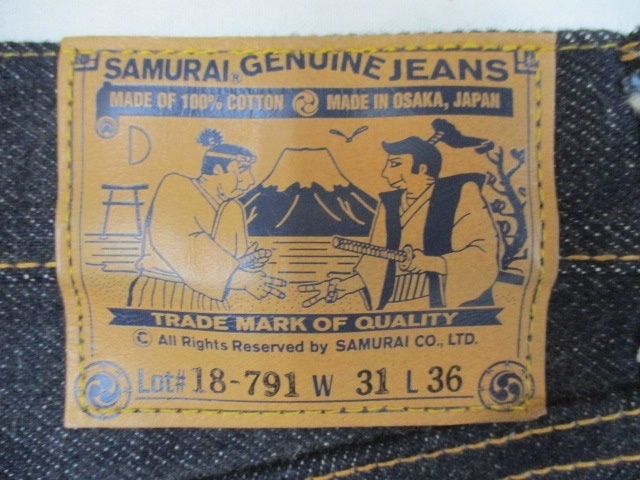 SAMURAI® GENUINE JEANS
MADE OF 100% COTTON MADE IN OSAKA, JAPAN
TRADE MARK OF QUALITY
© All Rights Reserved by SAMURAI CO., LTD.
Lot# 18-791 W 31 L 36